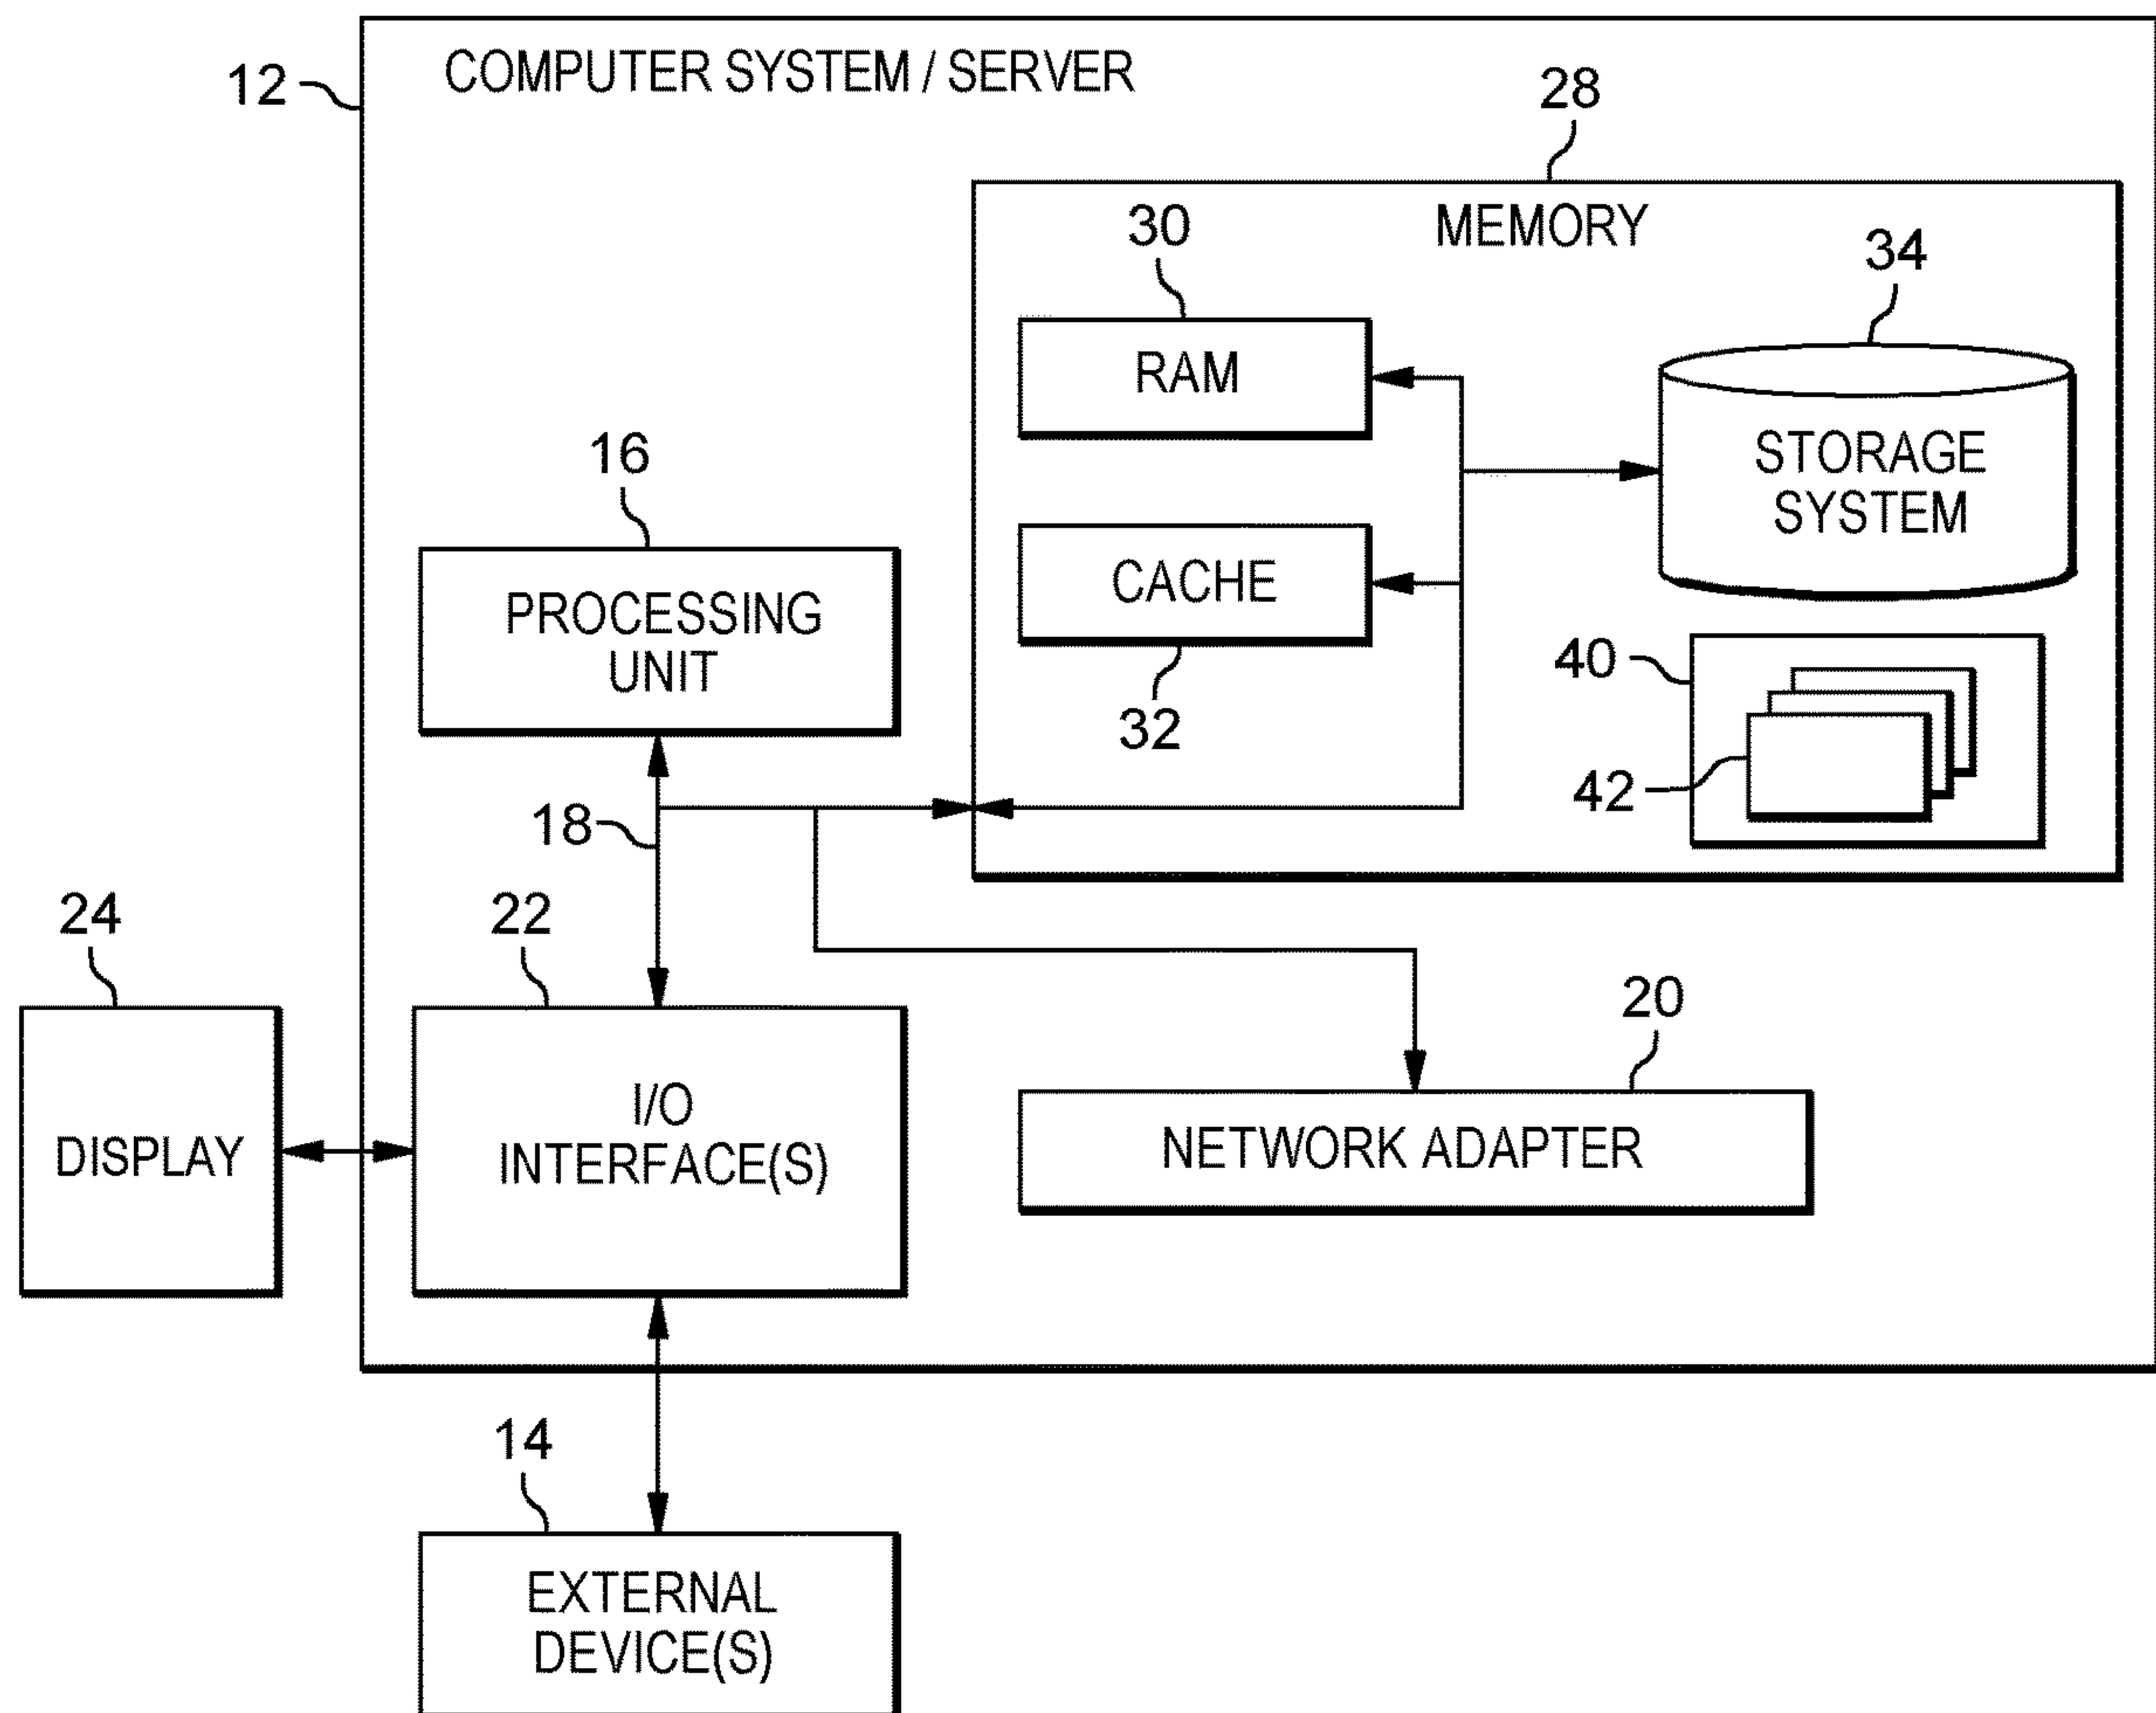 12
COMPUTER SYSTEM / SERVER
28
MEMORY
30
34
RAM
STORAGE
SYSTEM
16
CACHE
PROCESSING
UNIT
32
40
42
18
24
22
20
DISPLAY
I/O
INTERFACE(S)
NETWORK ADAPTER
14
EXTERNAL
DEVICE(S)